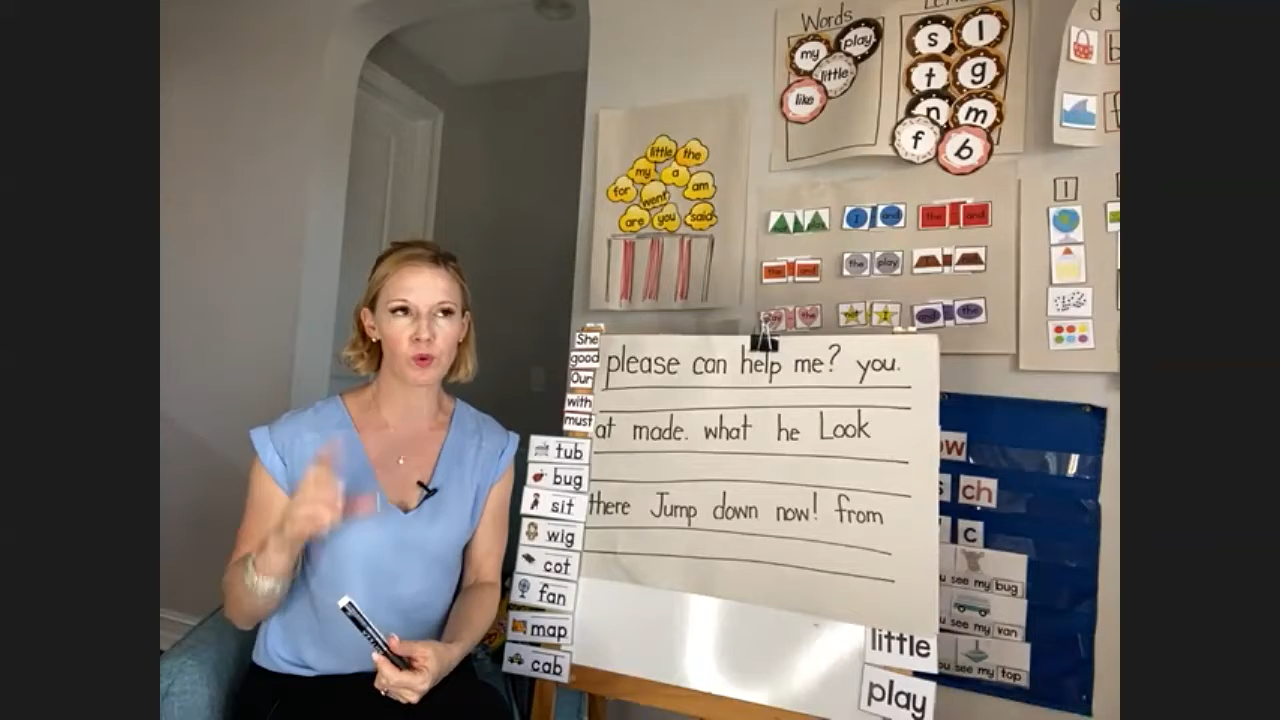 Words
my
play
little
like
s l
t g
n m
f b
little the
my a
for went am
are you said
I and
the and
the and
the play
the
I
and the
She
good
Our
with
must
please can help me? you.
at made. what he Look
there Jump down now! from
tub
bug
sit
wig
cot
fan
map
cab
ch
c
see my bug
see my van
see my top
little
play